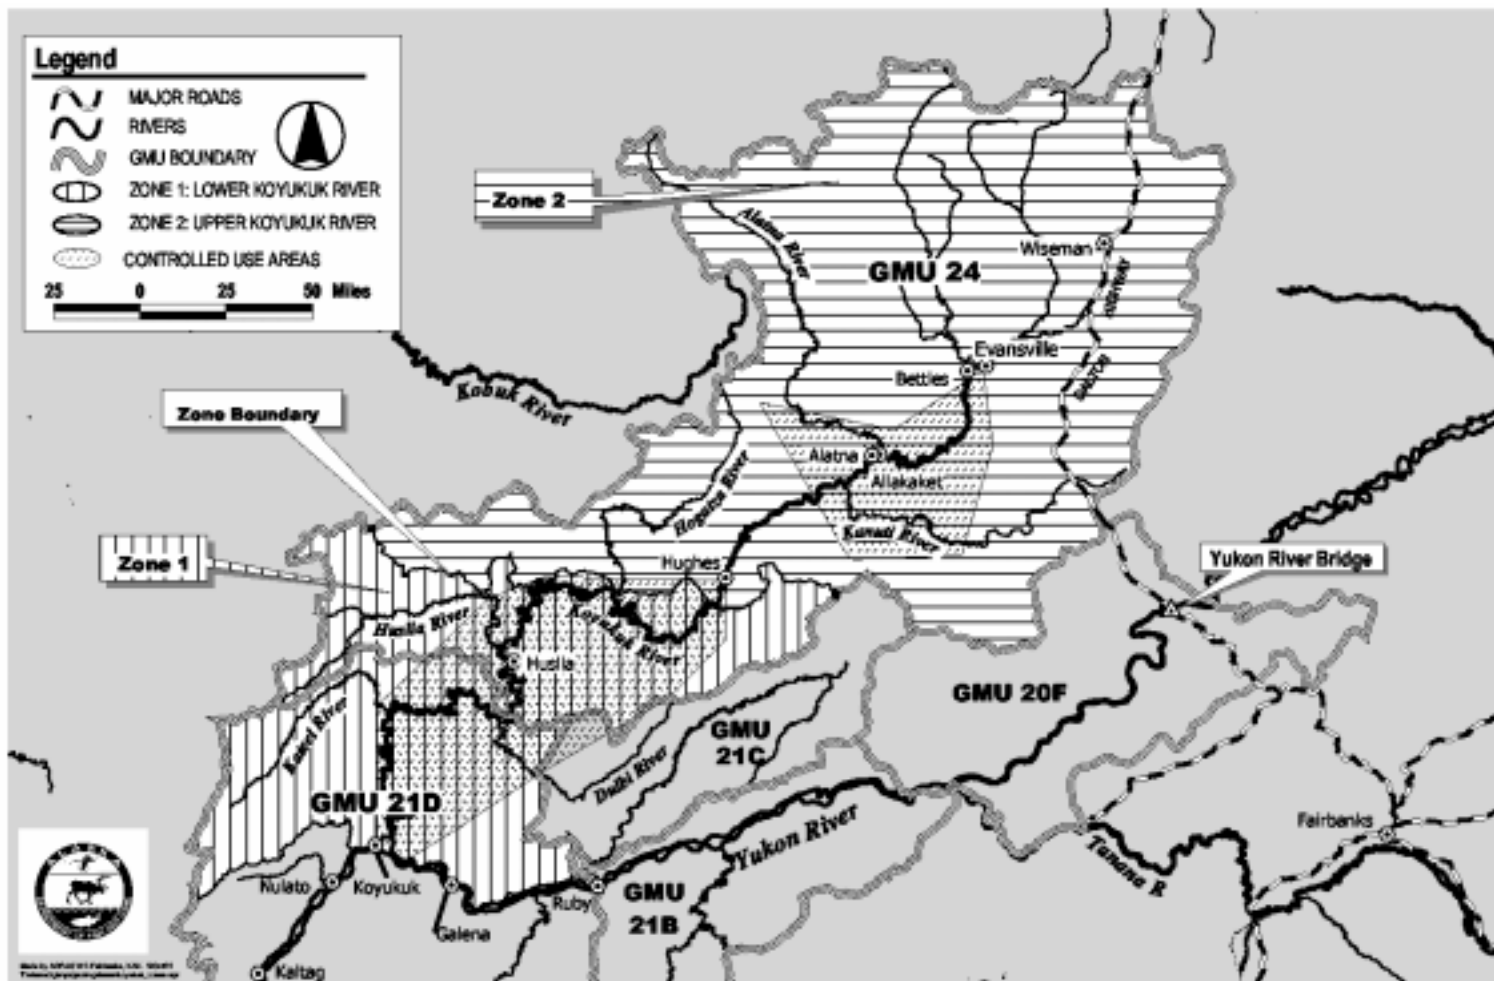 Legend
MAJOR ROADS
RIVERS
GMU BOUNDARY
ZONE 1: LOWER KOYUKUK RIVER
ZONE 2: UPPER KOYUKUK RIVER
CONTROLLED USE AREAS
25 0 25 50 Miles
Zone 2
Alatna River
Wiseman
GMU 24
HIGHWAY
DALTON
Evansville
Bettles
Kobuk River
Zone Boundary
Alatna
Allakaket
Hogatza River
Kanuti River
Zone 1
Hughes
Yukon River Bridge
Huslia River
Koyukuk River
Huslia
GMU 20F
Kateel River
GMU
21C
Dulbi River
GMU 21D
Yukon River
Fairbanks
Tanana R
Nulato
Koyukuk
Ruby
GMU
21B
Galena
Kaltag
ALASKA